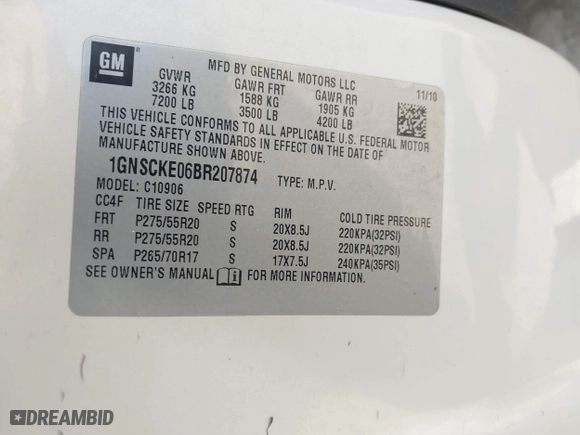 GM
MFD BY GENERAL MOTORS LLC
GVWR GAWR FRT GAWR RR 11/10
3266 KG 1588 KG 1905 KG
7200 LB 3500 LB 4200 LB
THIS VEHICLE CONFORMS TO ALL APPLICABLE U.S. FEDERAL MOTOR
VEHICLE SAFETY STANDARDS IN EFFECT ON THE DATE OF
MANUFACTURE SHOWN ABOVE.
1GNSCKE06BR207874 TYPE: M.P.V.
MODEL: C10906
CC4F TIRE SIZE SPEED RTG RIM COLD TIRE PRESSURE
FRT P275/55R20 S 20X8.5J 220KPA(32PSI)
RR P275/55R20 S 20X8.5J 220KPA(32PSI)
SPA P265/70R17 S 17X7.5J 240KPA(35PSI)
SEE OWNER'S MANUAL FOR MORE INFORMATION.
DREAMBID